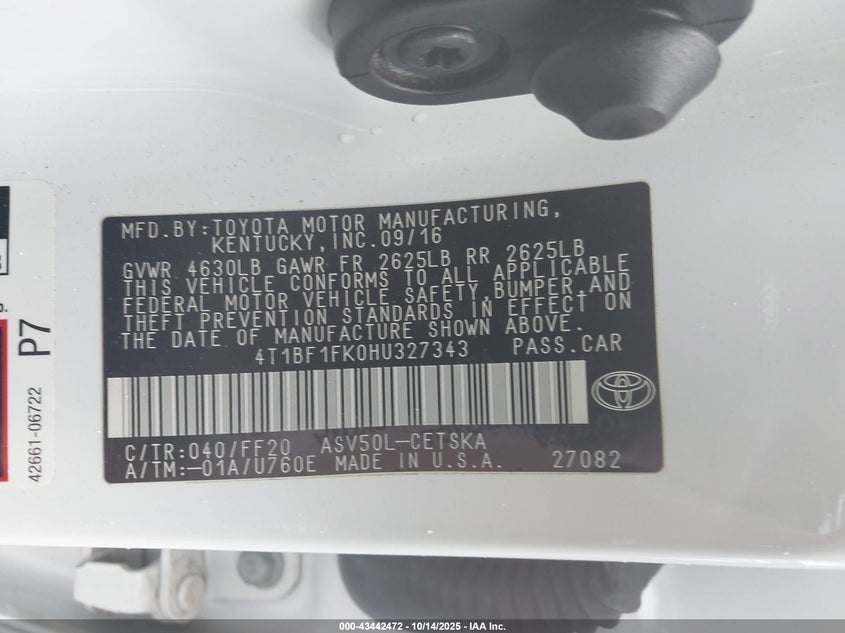 MFD.BY:TOYOTA MOTOR MANUFACTURING,
KENTUCKY,INC.09/16
GVWR 4630LB GAWR FR 2625LB RR 2625LB
THIS VEHICLE CONFORMS TO ALL APPLICABLE
FEDERAL MOTOR VEHICLE SAFETY,BUMPER,AND
THEFT PREVENTION STANDARDS IN EFFECT ON
THE DATE OF MANUFACTURE SHOWN ABOVE.
4T1BF1FK0HU327343 PASS.CAR
C/TR:040/FF20 ASV50L-CETSKA
A/TM:-01A/U760E MADE IN U.S.A. 27082
P7
42661-06722
000-43442472 - 10/14/2025 - IAA Inc.